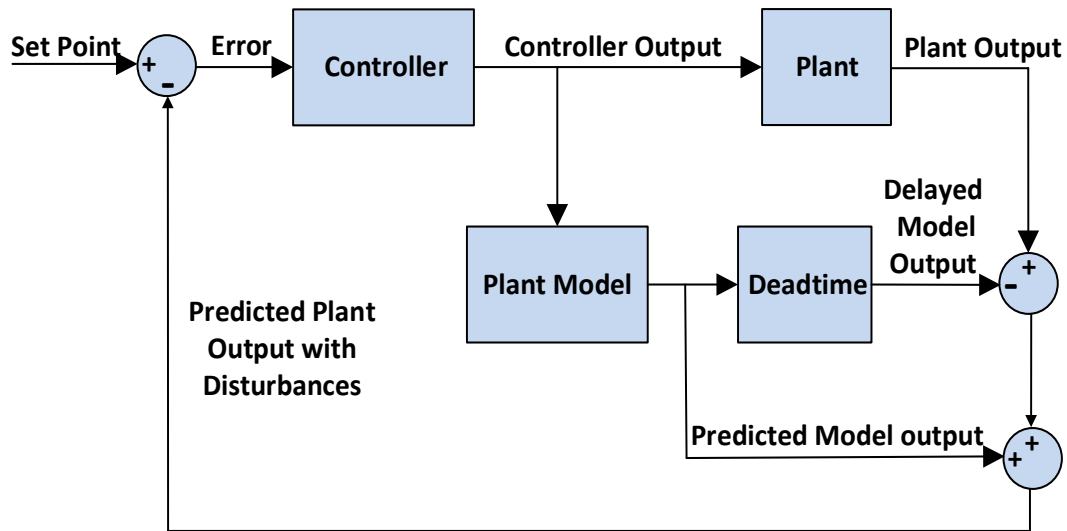 Set Point
Error
Controller
Controller Output
Plant
Plant Output
+
-
Delayed
Model
Output
Plant Model
Deadtime
+
-
Predicted Plant
Output with
Disturbances
Predicted Model output
+
+